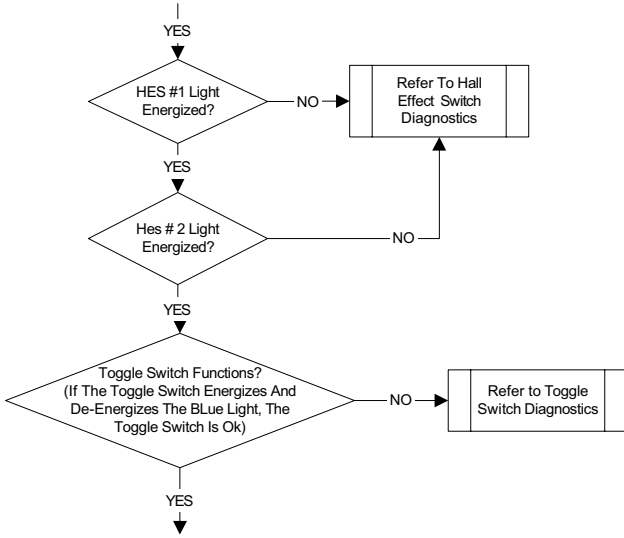 YES
HES #1 Light
Energized?
NO
Refer To Hall
Effect Switch
Diagnostics
YES
Hes # 2 Light
Energized?
NO
YES
Toggle Switch Functions?
(If The Toggle Switch Energizes And
De-Energizes The BLue Light, The
Toggle Switch Is Ok)
NO
Refer to Toggle
Switch Diagnostics
YES